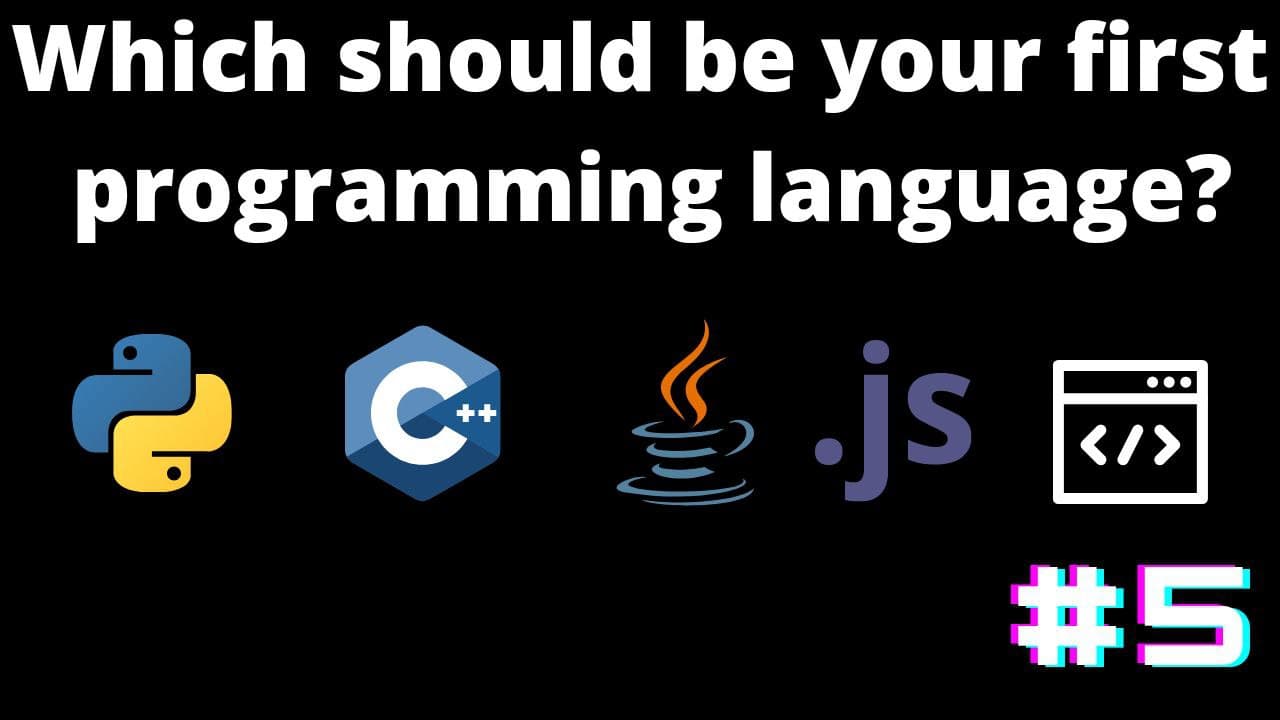 Which should be your first
programming language?
C++
.js
</>
#5